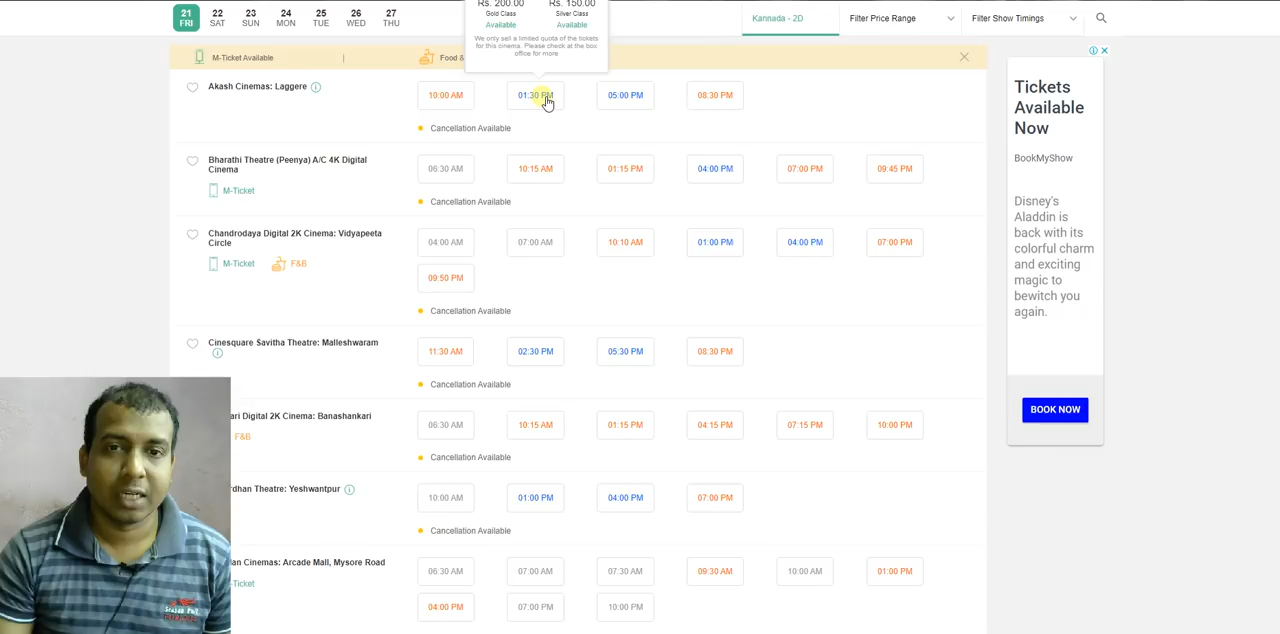 21 FRI
22 SAT
23 SUN
24 MON
25 TUE
26 WED
27 THU
Rs. 200.00 Rs. 150.00
Gold Class Silver Class
Available Available
We only sell a limited quota of the tickets
for this cinema. Please check at the box
office for more
Kannada - 2D
Filter Price Range
Filter Show Timings
M-Ticket Available | Food &
Akash Cinemas: Laggere
10:00 AM 01:30 PM 05:00 PM 08:30 PM
Cancellation Available
Bharathi Theatre (Peenya) A/C 4K Digital
Cinema
M-Ticket
06:30 AM 10:15 AM 01:15 PM 04:00 PM 07:00 PM 09:45 PM
Cancellation Available
Chandrodaya Digital 2K Cinema: Vidyapeeta
Circle
M-Ticket F&B
04:00 AM 07:00 AM 10:10 AM 01:00 PM 04:00 PM 07:00 PM
09:50 PM
Cancellation Available
Cinesquare Savitha Theatre: Malleshwaram
11:30 AM 02:30 PM 05:30 PM 08:30 PM
Cancellation Available
ari Digital 2K Cinema: Banashankari
F&B
06:30 AM 10:15 AM 01:15 PM 04:15 PM 07:15 PM 10:00 PM
Cancellation Available
rdhan Theatre: Yeshwantpur
10:00 AM 01:00 PM 04:00 PM 07:00 PM
Cancellation Available
an Cinemas: Arcade Mall, Mysore Road
-Ticket
06:30 AM 07:00 AM 07:30 AM 09:30 AM 10:00 AM 01:00 PM
04:00 PM 07:00 PM 10:00 PM
Tickets
Available
Now
BookMyShow
Disney's
Aladdin is
back with its
colorful charm
and exciting
magic to
bewitch you
again.
BOOK NOW